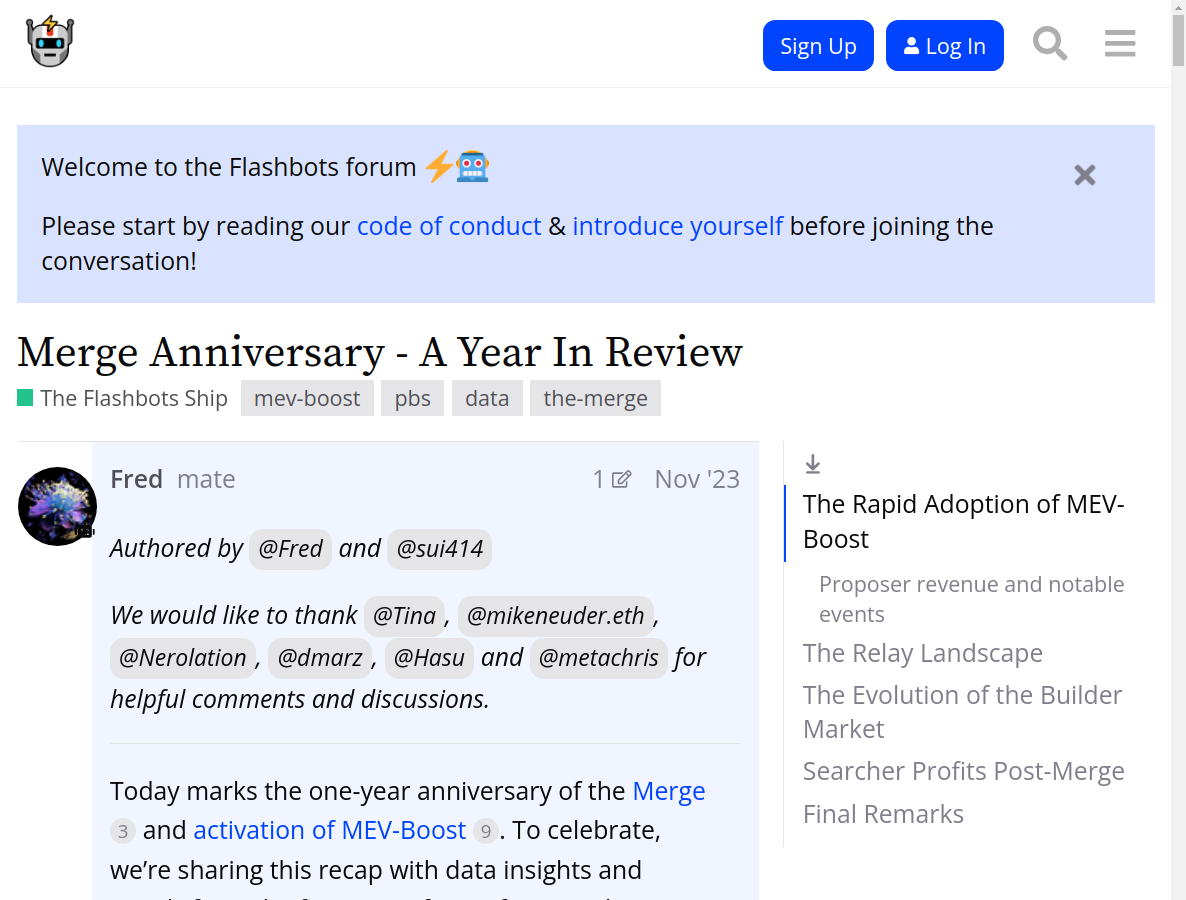 Sign Up
Log In
Welcome to the Flashbots forum
Please start by reading our code of conduct & introduce yourself before joining the
conversation!
Merge Anniversary - A Year In Review
The Flashbots Ship mev-boost pbs data the-merge
Fred mate 1 Nov '23
Authored by @Fred and @sui414
We would like to thank @Tina, @mikeneuder.eth,
@Nerolation, @dmarz, @Hasu and @metachris for
helpful comments and discussions.
Today marks the one-year anniversary of the Merge
3 and activation of MEV-Boost 9. To celebrate,
we’re sharing this recap with data insights and
The Rapid Adoption of MEV-
Boost
Proposer revenue and notable
events
The Relay Landscape
The Evolution of the Builder
Market
Searcher Profits Post-Merge
Final Remarks